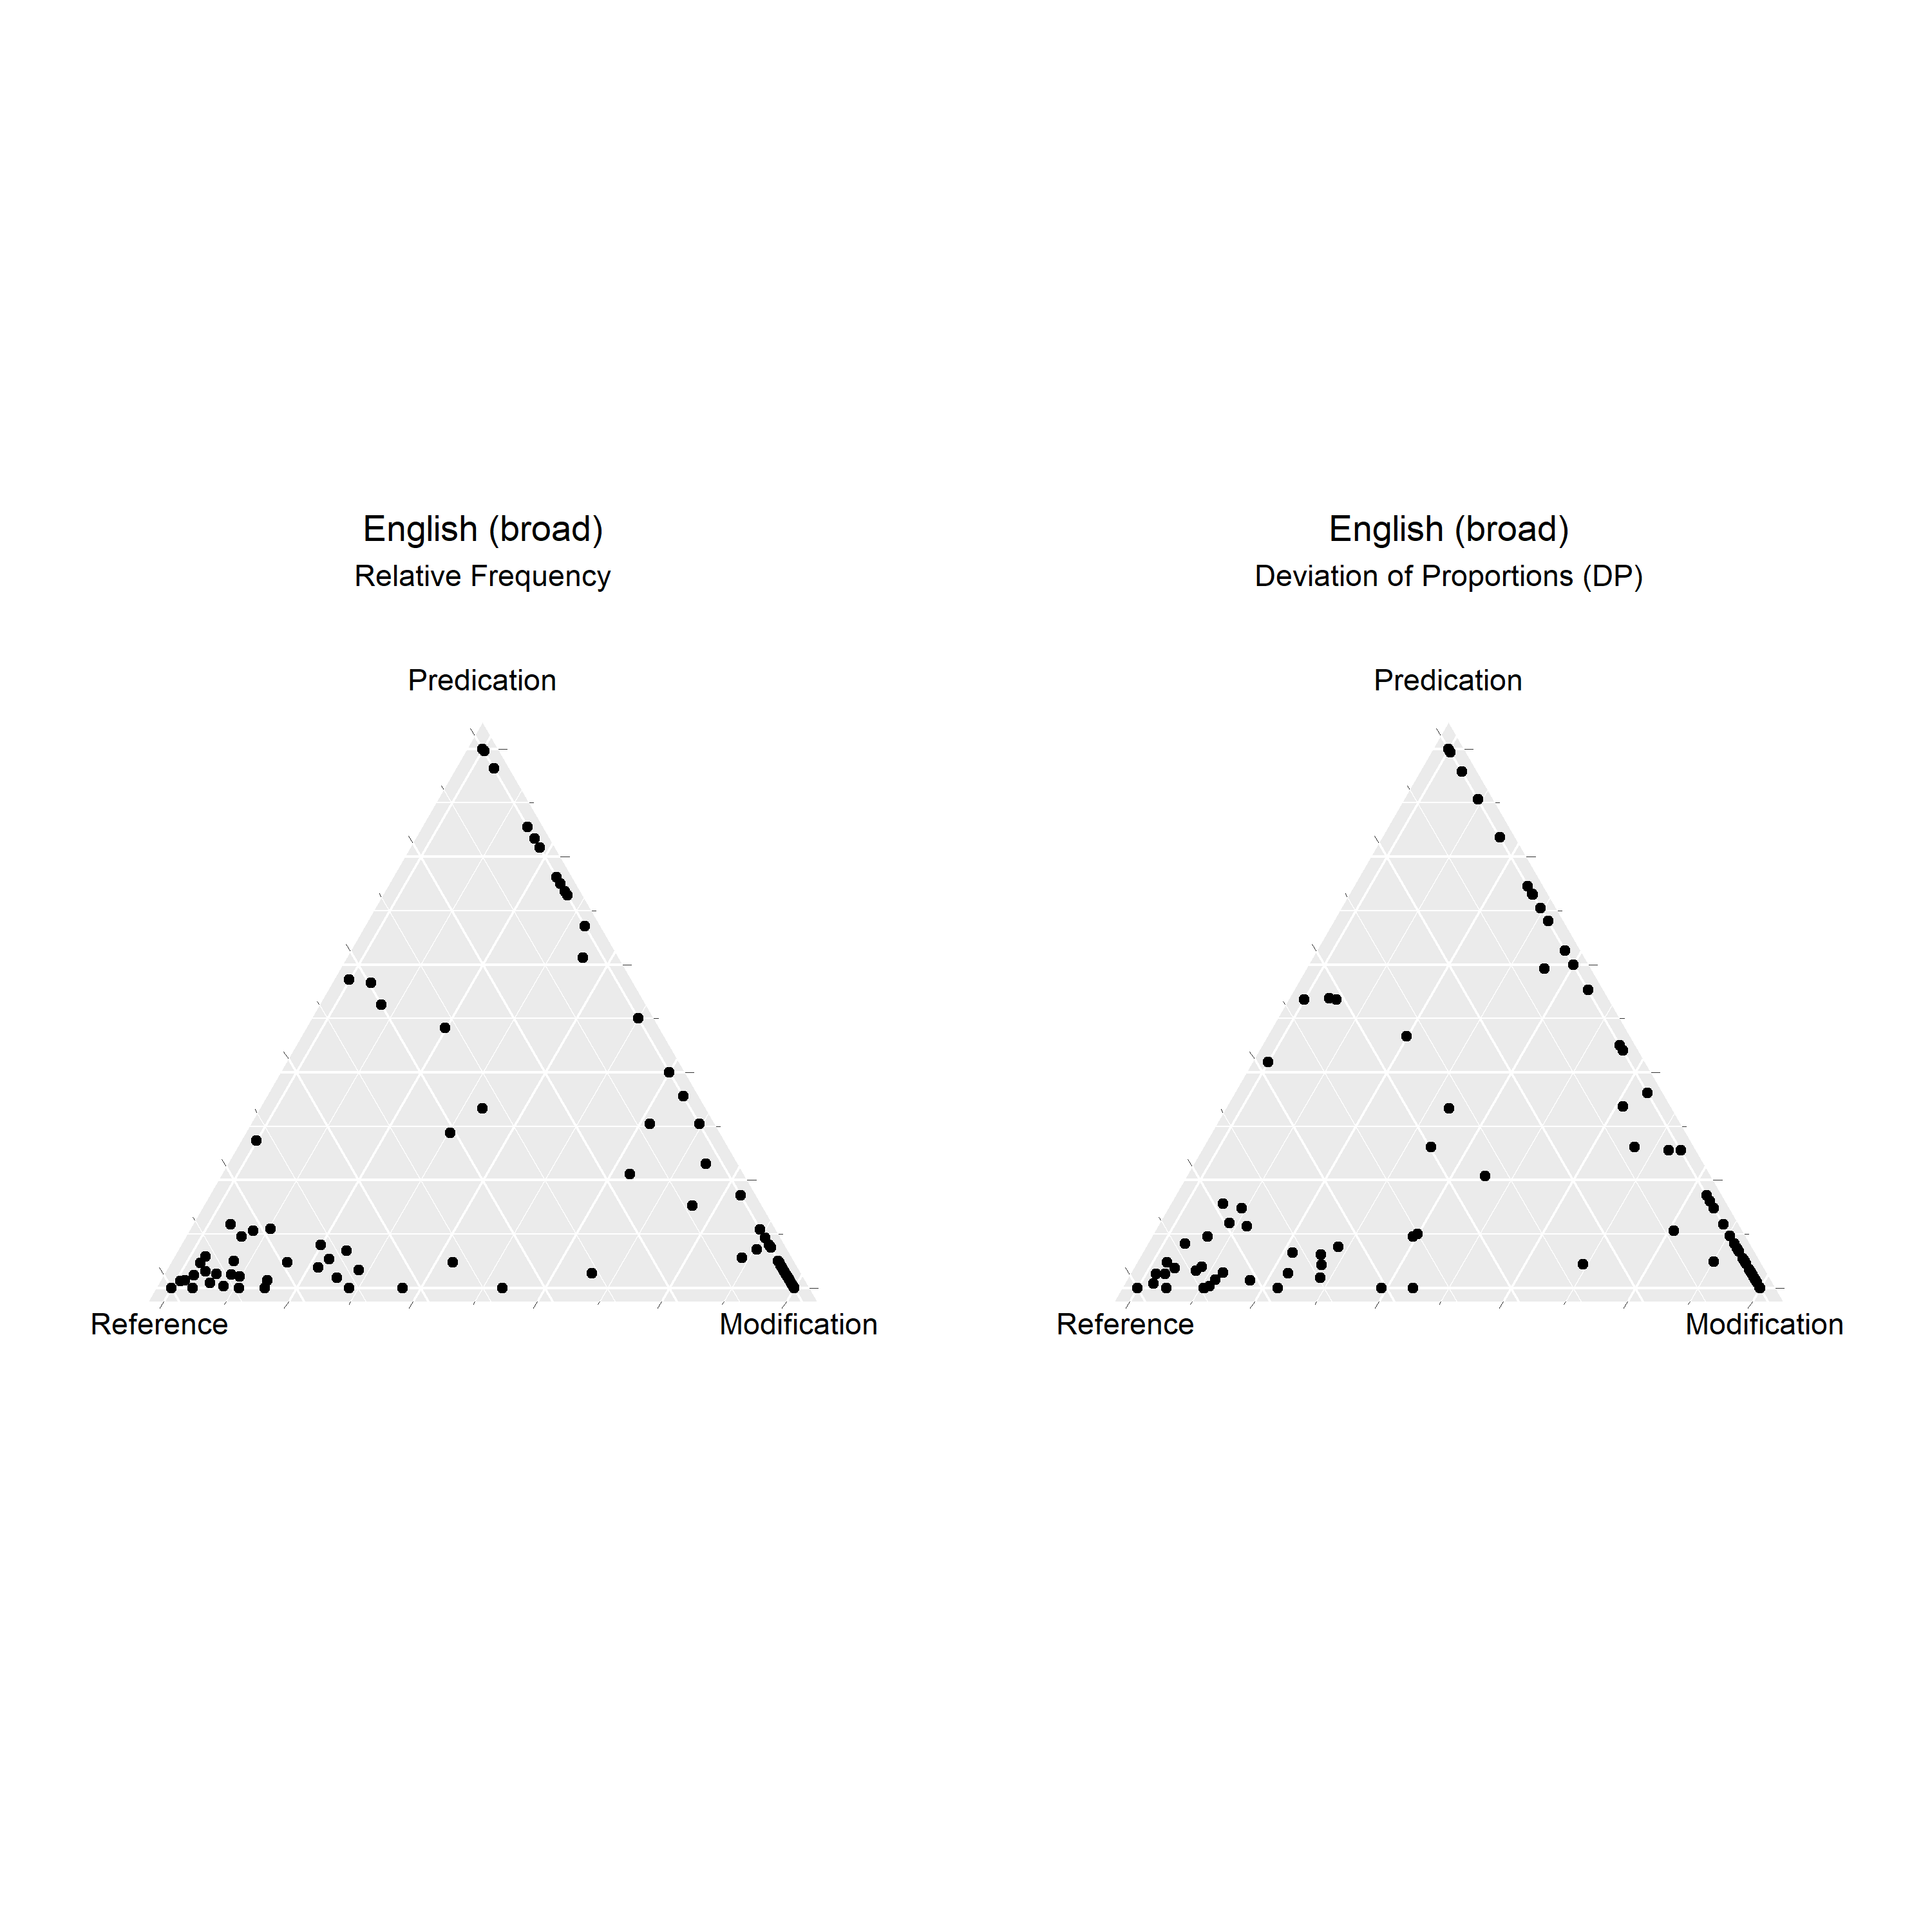 English (broad)
Relative Frequency
Predication
Reference
Modification
English (broad)
Deviation of Proportions (DP)
Predication
Reference
Modification